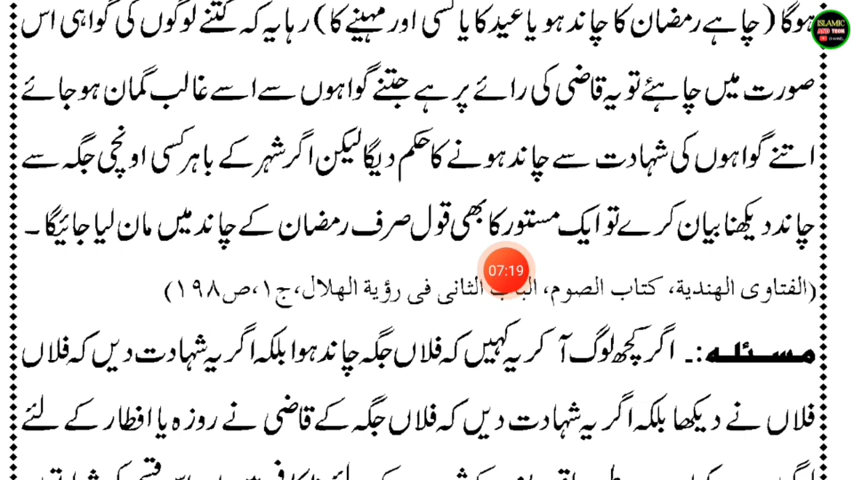 ہوگا (چاہے رمضان کا چاند ہو یا عید کا یا کسی اور مہینے کا) رہا یہ کہ کتنے لوگوں کی گواہی اس
ISLAMIC
صورت میں چاہئے تو یہ قاضی کی رائے پر ہے جتنے گواہوں سے اسے غالب گمان ہو جائے
اتنے گواہوں کی شہادت سے چاند ہونے کا حکم دیگا لیکن اگر شہر کے باہر کسی اونچی جگہ سے
چاند دیکھنا بیان کرے تو ایک مستور کا بھی قول صرف رمضان کے چاند میں مان لیا جائیگا۔
07:19
(الفتاوی الھندیة، کتاب الصوم، الباب الثانی فی رؤیة الھلال، ج۱، ص۱۹۸)
مسئلہ:۔ اگر کچھ لوگ آ کر یہ کہیں کہ فلاں جگہ چاند ہوا بلکہ اگر یہ شہادت دیں کہ فلاں
فلاں نے دیکھا بلکہ اگر یہ شہادت دیں کہ فلاں جگہ کے قاضی نے روزہ یا افطار کے لئے